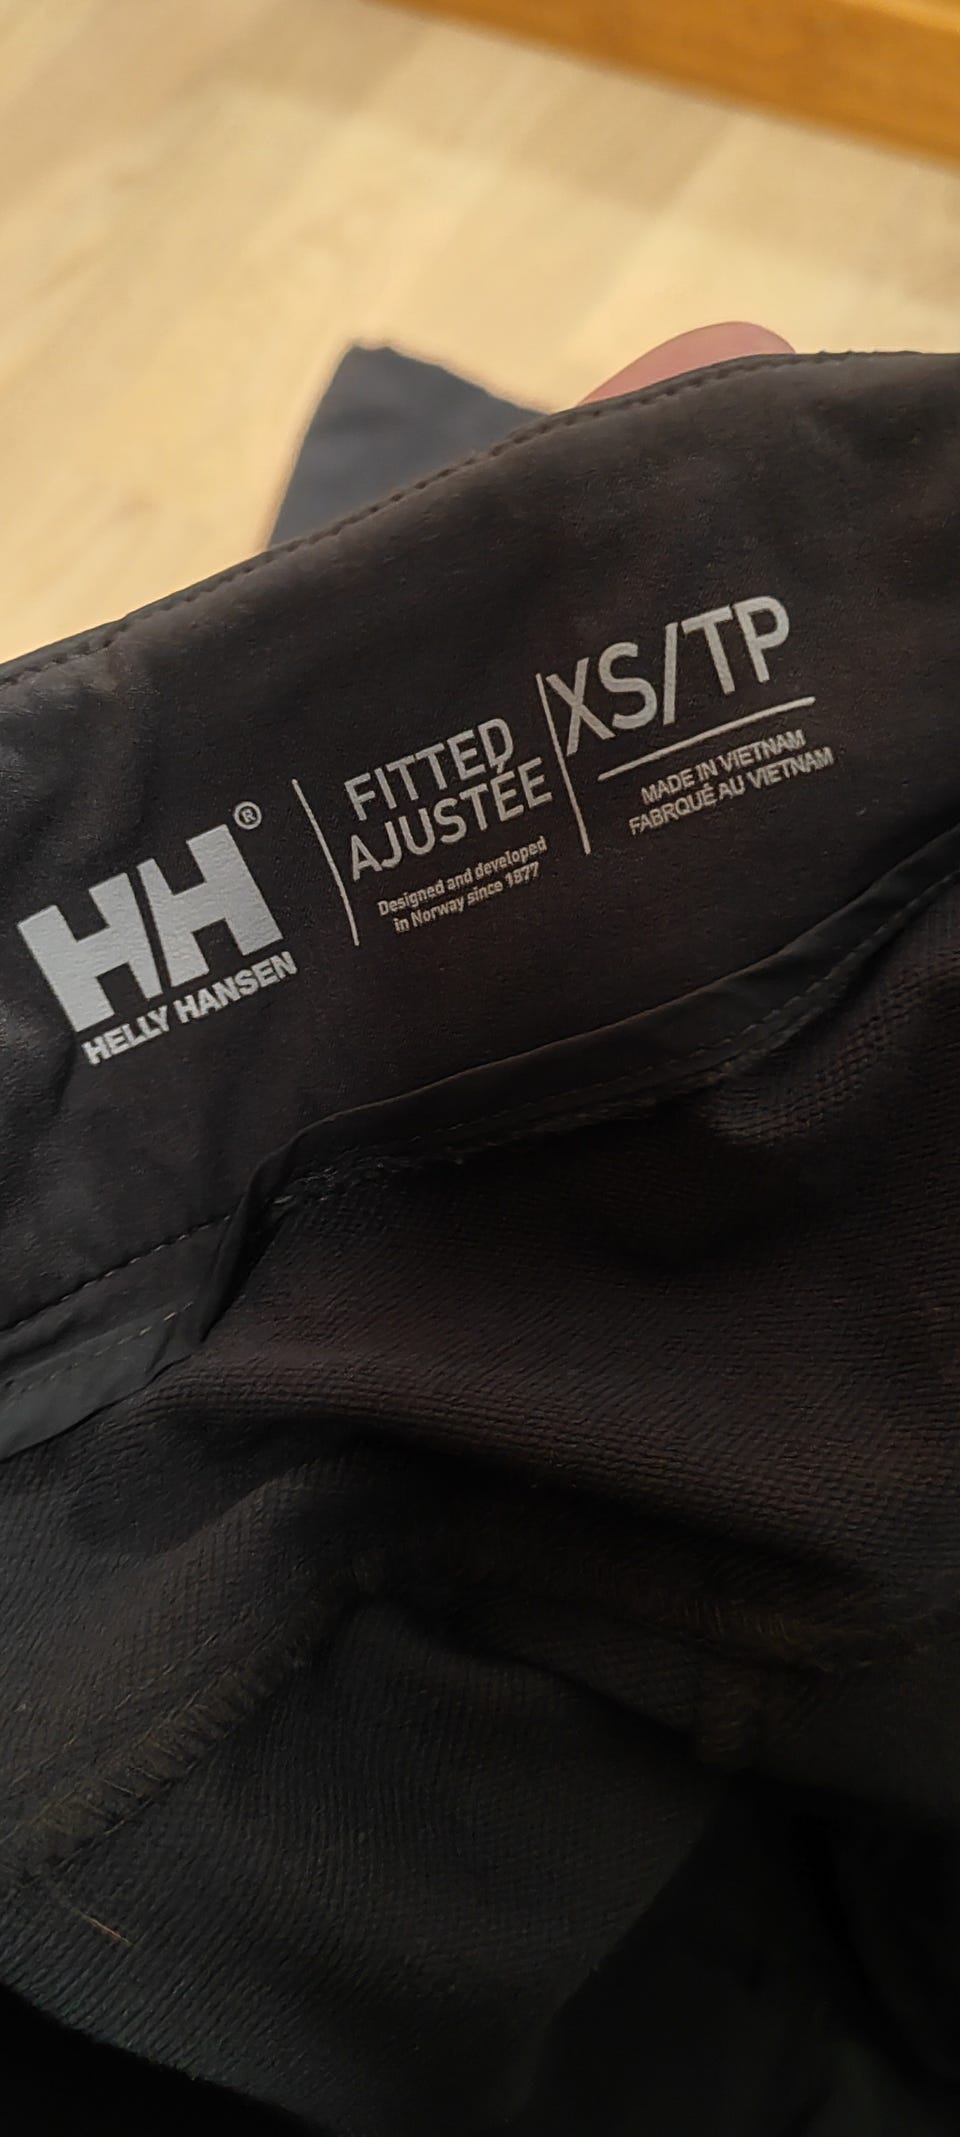 HH®
HELLY HANSEN
FITTED
AJUSTÉE
Designed and developed
in Norway since 1877
XS/TP
MADE IN VIETNAM
FABRQUÉ AU VIETNAM